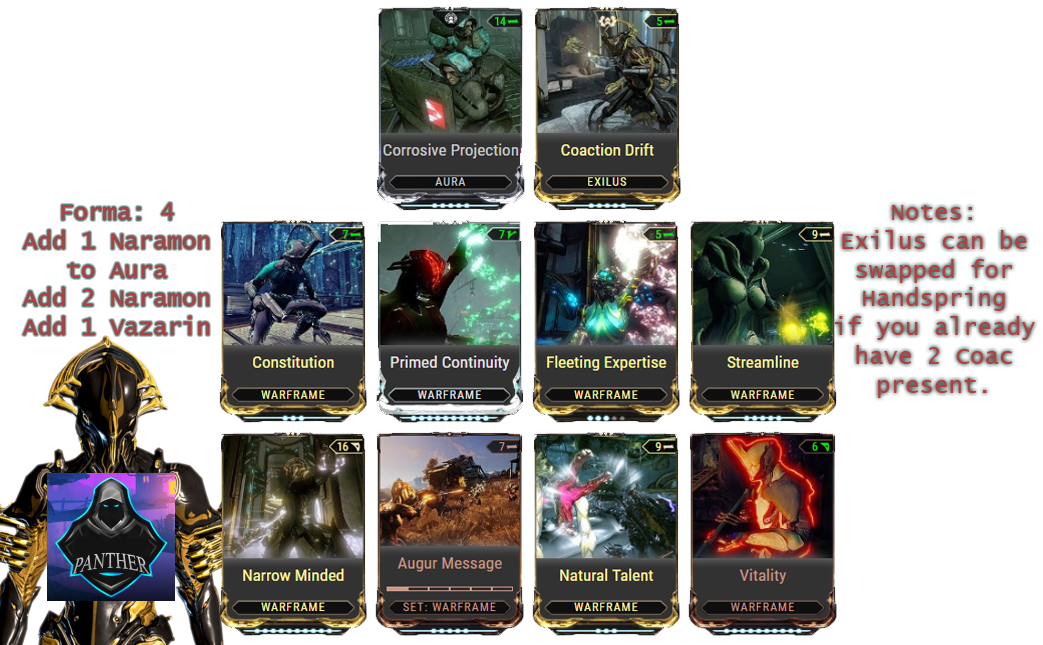 14
5
Corrosive Projection
Coaction Drift
AURA
EXILUS
Forma: 4
Add 1 Naramon
to Aura
Add 2 Naramon
Add 1 Vazarin
Notes:
Exilus can be
swapped for
Handspring
if you already
have 2 Coac
present.
7
7
5
9
Constitution
Primed Continuity
Fleeting Expertise
Streamline
WARFRAME
WARFRAME
WARFRAME
WARFRAME
16
7
9
6
Narrow Minded
Augur Message
Natural Talent
Vitality
WARFRAME
SET: WARFRAME
WARFRAME
WARFRAME
PANTHER